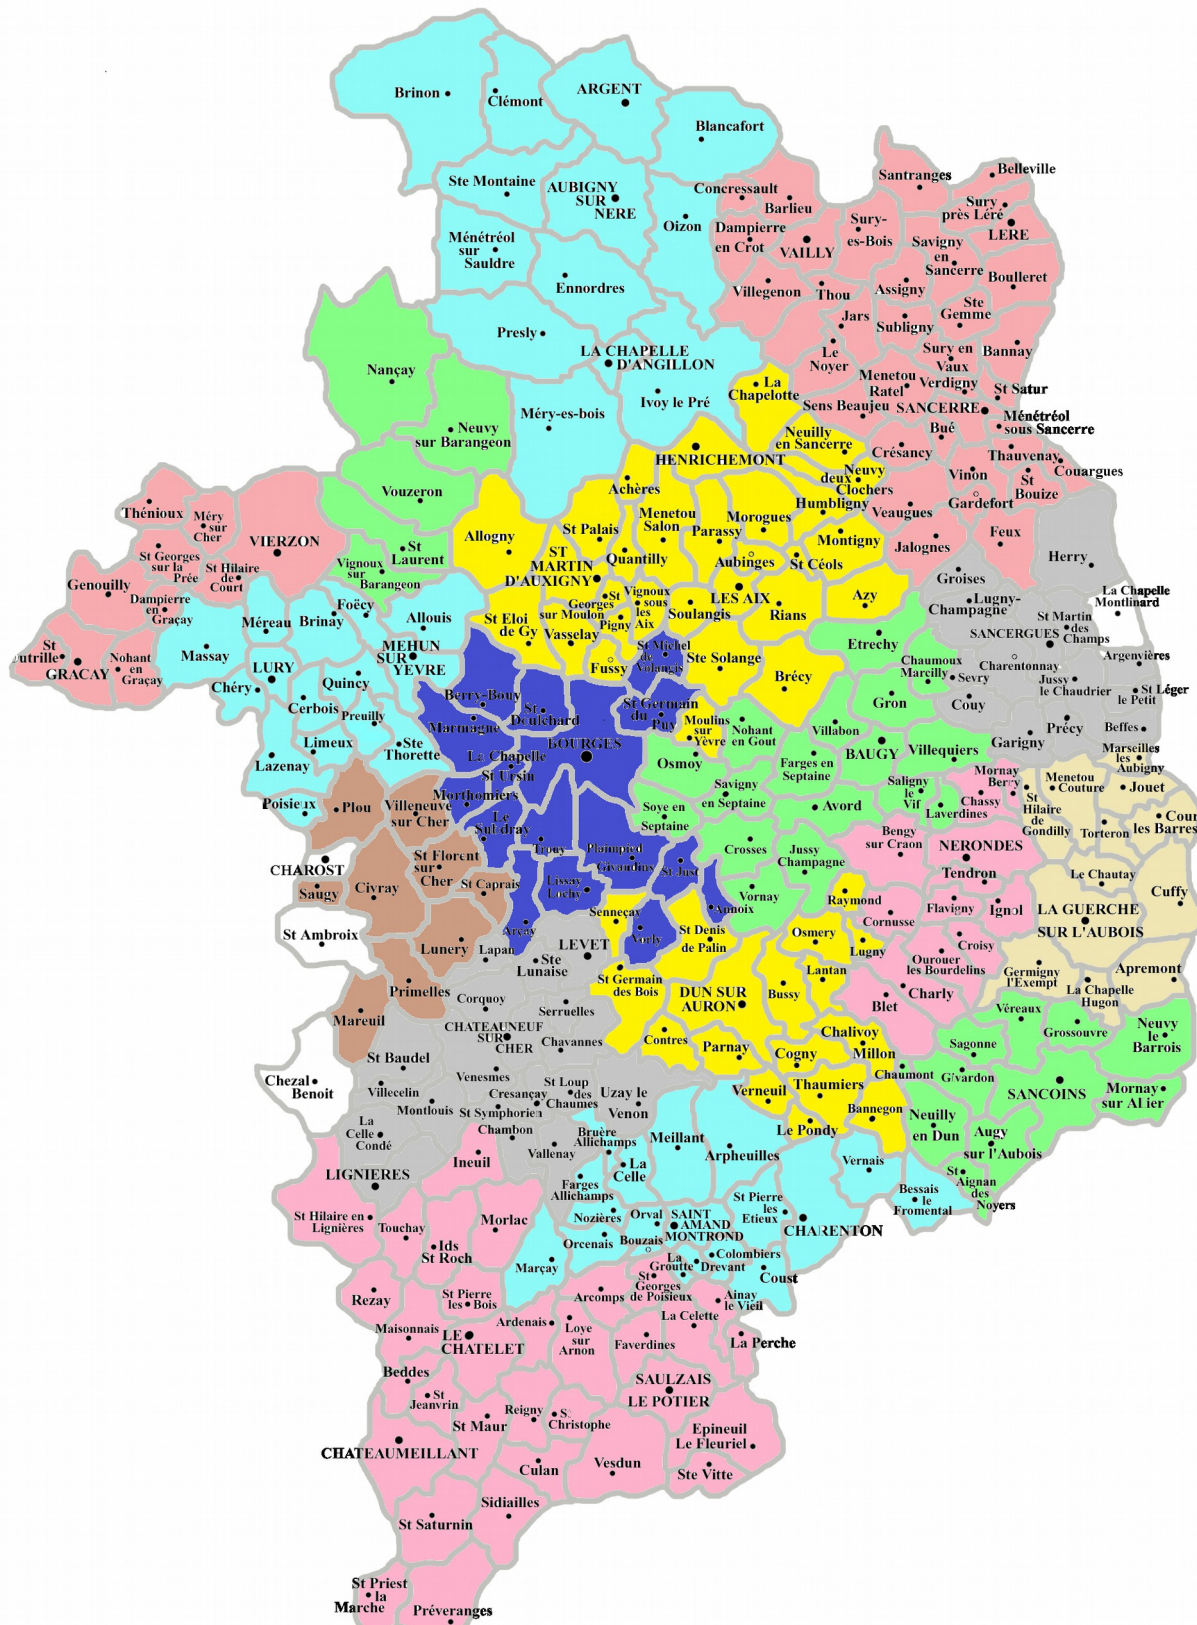 Brinon
Clémont
ARGENT
Blancafort
Ste Montaine
AUBIGNY
SUR
NERE
Oizon
Ménétréol
sur
Sauldre
Ennordres
Presly
LA CHAPELLE
D'ANGILLON
Ivoy le Pré
Méry-es-bois
Concressault
Barlieu
Dampierre
en Crot
VAILLY
Sury-
es-Bois
Santranges
Belleville
Sury
près Léré
LERE
Savigny
en
Sancerre
Boulleret
Villegenon
Thou
Assigny
Ste
Gemme
Jars
Subligny
Le
Noyer
Sury en
Vaux
Bannay
Menetou
Ratel
Verdigny
St Satur
Sens Beaujeu
SANCERRE
Ménétréol
sous Sancerre
Bué
Crésancy
Thauvenay
Couargues
Vinon
St
Bouize
Gardefort
Veaugues
Jalognes
Feux
Nançay
Neuvy
sur Barangeon
Vouzeron
St
Laurent
Vignoux
sur
Barangeon
La
Chapelotte
Neuilly
en Sancerre
HENRICHEMONT
Neuvy
deux
Clochers
Achères
Humbligny
Menetou
Salon
Morogues
Parassy
Montigny
Allogny
St Palais
Quantilly
Aubinges
St Céols
ST
MARTIN
D'AUXIGNY
St
Georges
sur Moulon
Vignoux
sous
les
Aix
Pigny
LES AIX
Soulangis
Rians
Azy
St Eloi
de Gy
Vasselay
Fussy
St Michel
de
Volangis
Ste Solange
Brécy
Moulins
sur
Yèvre
Thénioux
Méry
sur
Cher
VIERZON
St Georges
sur la
Prée
St Hilaire
de
Court
Genouilly
Dampierre
en
Graçay
St
utrille
GRACAY
Nohant
en
Graçay
Massay
Méreau
Brinay
Foëcy
Allouis
MEHUN
SUR
YEVRE
LURY
Chéry
Quincy
Cerbois
Preuilly
Limeux
Ste
Thorette
Lazenay
Poisieux
Berry-Bouy
Marmagne
St
Doulchard
St Germain
du
Puy
BOURGES
La Chapelle
St Ursin
Morthomiers
Le
Subdray
Trouy
Plaimpied
Givaudins
St Just
Lissay
Lochy
Annoix
Arcay
Vorly
Plou
Villeneuve
sur Cher
CHAROST
Saugy
Civray
St Florent
sur
Cher
St Caprais
St Ambroix
Lunery
Primelles
Mareuil
Chezal
Benoit
Etrechy
Chaumoux
Marcilly
Gron
Nohant
en Gout
Villabon
Osmoy
Farges en
Septaine
BAUGY
Villequiers
Savigny
en Septaine
Saligny
le
Vif
Laverdines
Soye en
Septaine
Avord
Crosses
Jussy
Champagne
Vornay
Herry
Groises
Lugny-
Champagne
La Chapelle
Montlinard
St Martin
des
Champs
SANCERGUES
Charentonnay
Argenvières
Sevry
Jussy
le Chaudrier
Couy
St Léger
le Petit
Précy
Beffes
Garigny
Marseilles
les
Aubigny
Mornay
Berry
Chassy
Bengy
sur Craon
NERONDES
Tendron
Flavigny
Ignol
Cornusse
Croisy
Ourouer
les Bourdelins
Charly
Blet
Menetou
Couture
Jouet
St
Hilaire
de
Gondilly
Torteron
Cour
les Barres
Le Chautay
Cuffy
LA GUERCHE
SUR L'AUBOIS
Germigny
l'Exempt
La Chapelle
Hugon
Apremont
Senneçay
St Denis
de Palin
St Germain
des Bois
Raymond
Osmery
Lugny
Lantan
Bussy
DUN SUR
AURON
Contres
Parnay
Chalivoy
Millon
Cogny
Thaumiers
Verneuil
Le Pondy
Bannegon
Véreaux
Grossouvre
Neuvy
le
Barrois
Sagonne
Givardon
Chaumont
SANCOINS
Mornay
sur Allier
Neuilly
en Dun
Augy
sur l'Aubois
St
Aignan
des
Noyers
LEVET
Lapan
Ste
Lunaise
Corquoy
Serruelles
CHATEAUNEUF
SUR
CHER
Chavannes
St Baudel
Venesmes
St Loup
des
Chaumes
Uzay le
Venon
Villecelin
Cresançay
Montlouis
St Symphorien
Chambon
La
Celle
Condé
Vallenay
LIGNIERES
Farges
Allichamps
Bruère
Allichamps
La
Celle
Meillant
Arpheuilles
Vernais
Bessais
le
Fromental
Nozières
Orval
SAINT
AMAND
MONTROND
St Pierre
les
Etieux
CHARENTON
Orcenais
Bouzais
Marçay
La
Groutte
Colombiers
Drevant
Coust
Ineuil
St Hilaire en
Lignières
Touchay
Morlac
Ids
St Roch
Rezay
St Pierre
les Bois
Maisonnais
LE
CHATELET
Ardenais
Arcomps
St
Georges
de Poisieux
Ainay
le Vieil
Loye
sur
Arnon
La Celette
Faverdines
La Perche
Beddes
St
Jeanvrin
SAULZAIS
LE POTIER
Reigny
St Maur
S
Christophe
Epineuil
Le Fleuriel
CHATEAUMEILLANT
Culan
Vesdun
Ste Vitte
Sidiailles
St Saturnin
St Priest
la
Marche
Préveranges